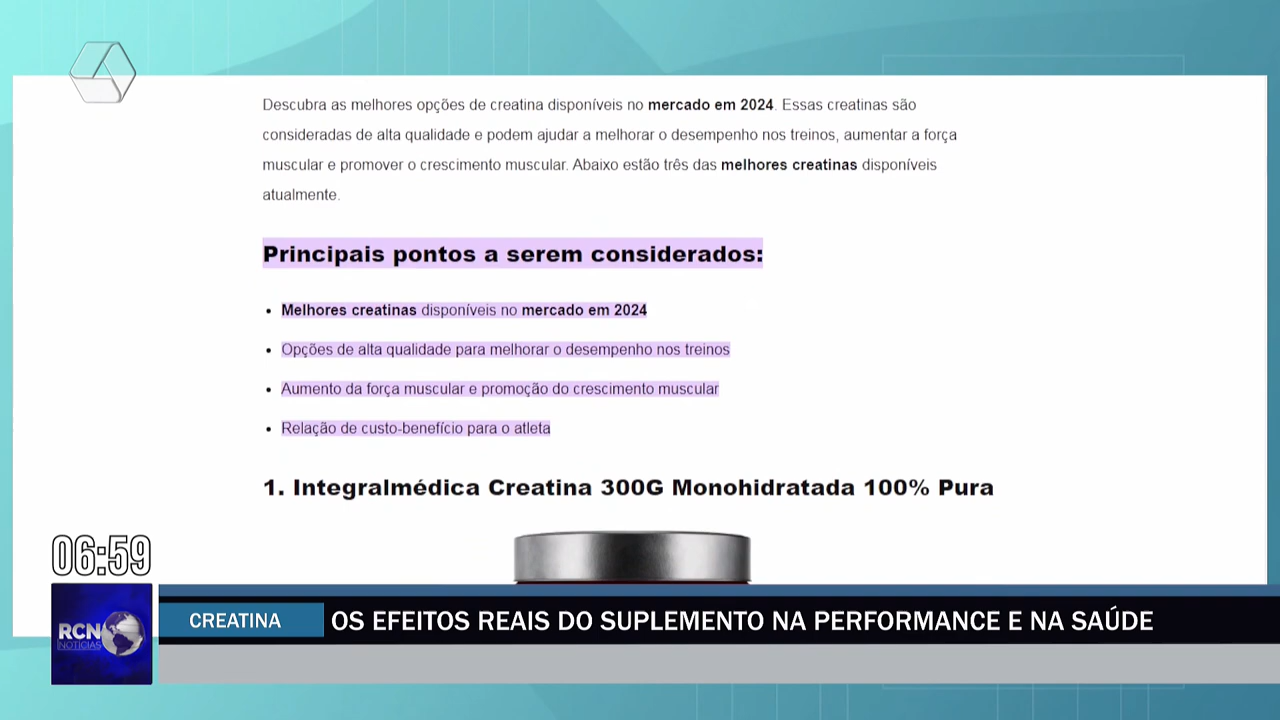 Descubra as melhores opções de creatina disponíveis no mercado em 2024. Essas creatinas são
consideradas de alta qualidade e podem ajudar a melhorar o desempenho nos treinos, aumentar a força
muscular e promover o crescimento muscular. Abaixo estão três das melhores creatinas disponíveis
atualmente.
Principais pontos a serem considerados:
• Melhores creatinas disponíveis no mercado em 2024
• Opções de alta qualidade para melhorar o desempenho nos treinos
• Aumento da força muscular e promoção do crescimento muscular
• Relação de custo-benefício para o atleta
1. Integralmédica Creatina 300G Monohidratada 100% Pura
06:59
RCN
NOTÍCIAS
CREATINA
OS EFEITOS REAIS DO SUPLEMENTO NA PERFORMANCE E NA SAÚDE